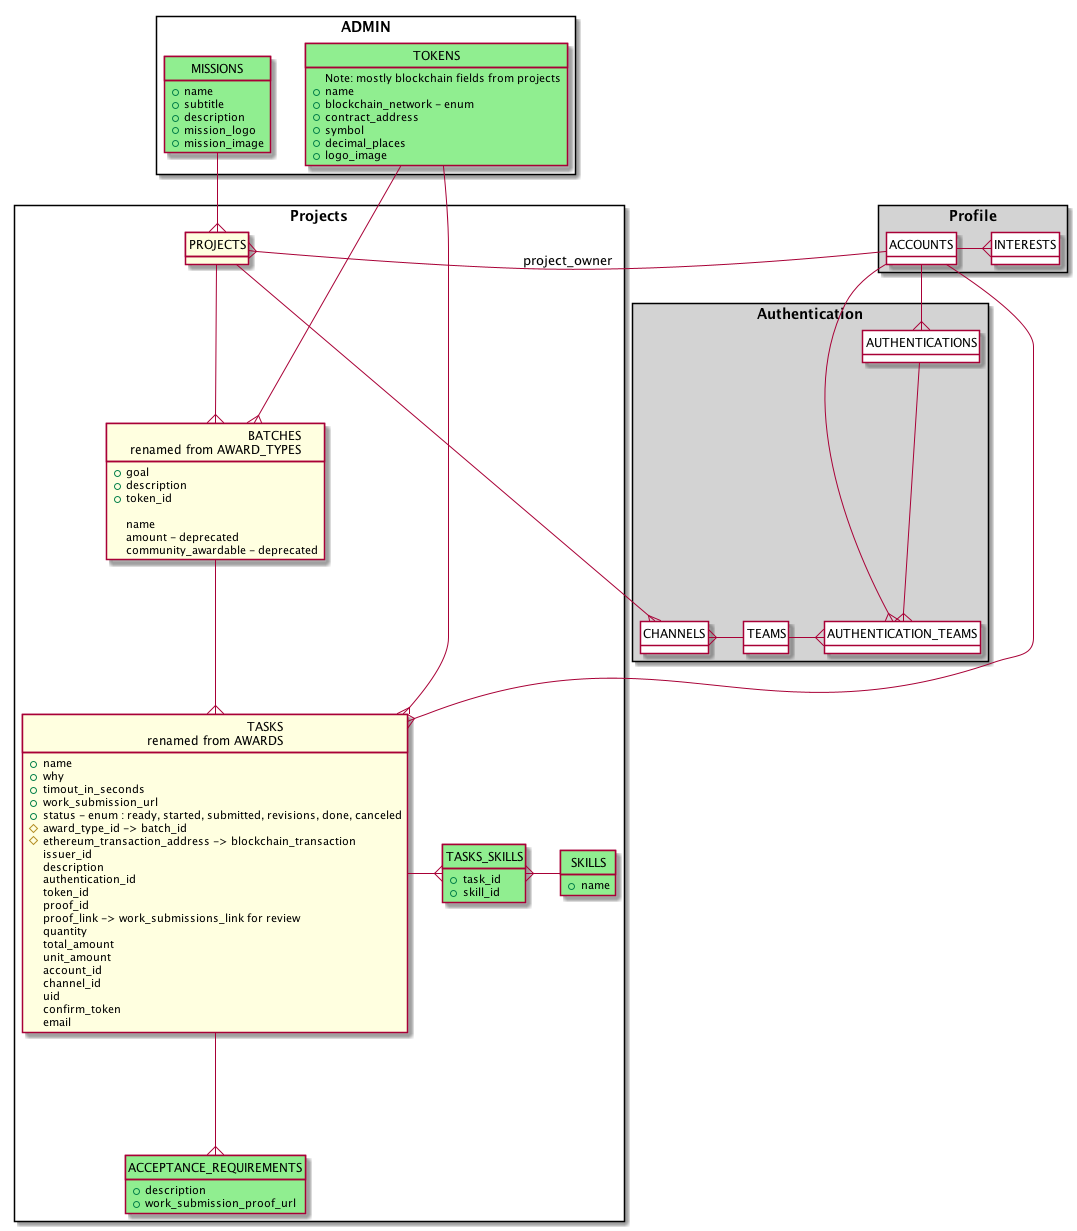 ADMIN
MISSIONS
name
subtitle
description
mission_logo
mission_image
TOKENS
Note: mostly blockchain fields from projects
name
blockchain_network - enum
contract_address
symbol
decimal_places
logo_image
Projects
PROJECTS
project_owner
Profile
ACCOUNTS
INTERESTS
Authentication
AUTHENTICATIONS
BATCHES
renamed from AWARD_TYPES
goal
description
token_id
name
amount - deprecated
community_awardable - deprecated
CHANNELS
TEAMS
AUTHENTICATION_TEAMS
TASKS
renamed from AWARDS
name
why
timout_in_seconds
work_submission_url
status - enum : ready, started, submitted, revisions, done, canceled
award_type_id -> batch_id
ethereum_transaction_address -> blockchain_transaction
issuer_id
description
authentication_id
token_id
proof_id
proof_link -> work_submissions_link for review
quantity
total_amount
unit_amount
account_id
channel_id
uid
confirm_token
email
TASKS_SKILLS
task_id
skill_id
SKILLS
name
ACCEPTANCE_REQUIREMENTS
description
work_submission_proof_url